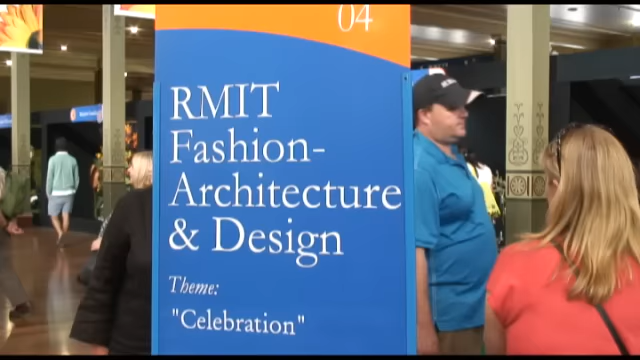 04
RMIT
Fashion-
Architecture
& Design
Theme:
"Celebration"